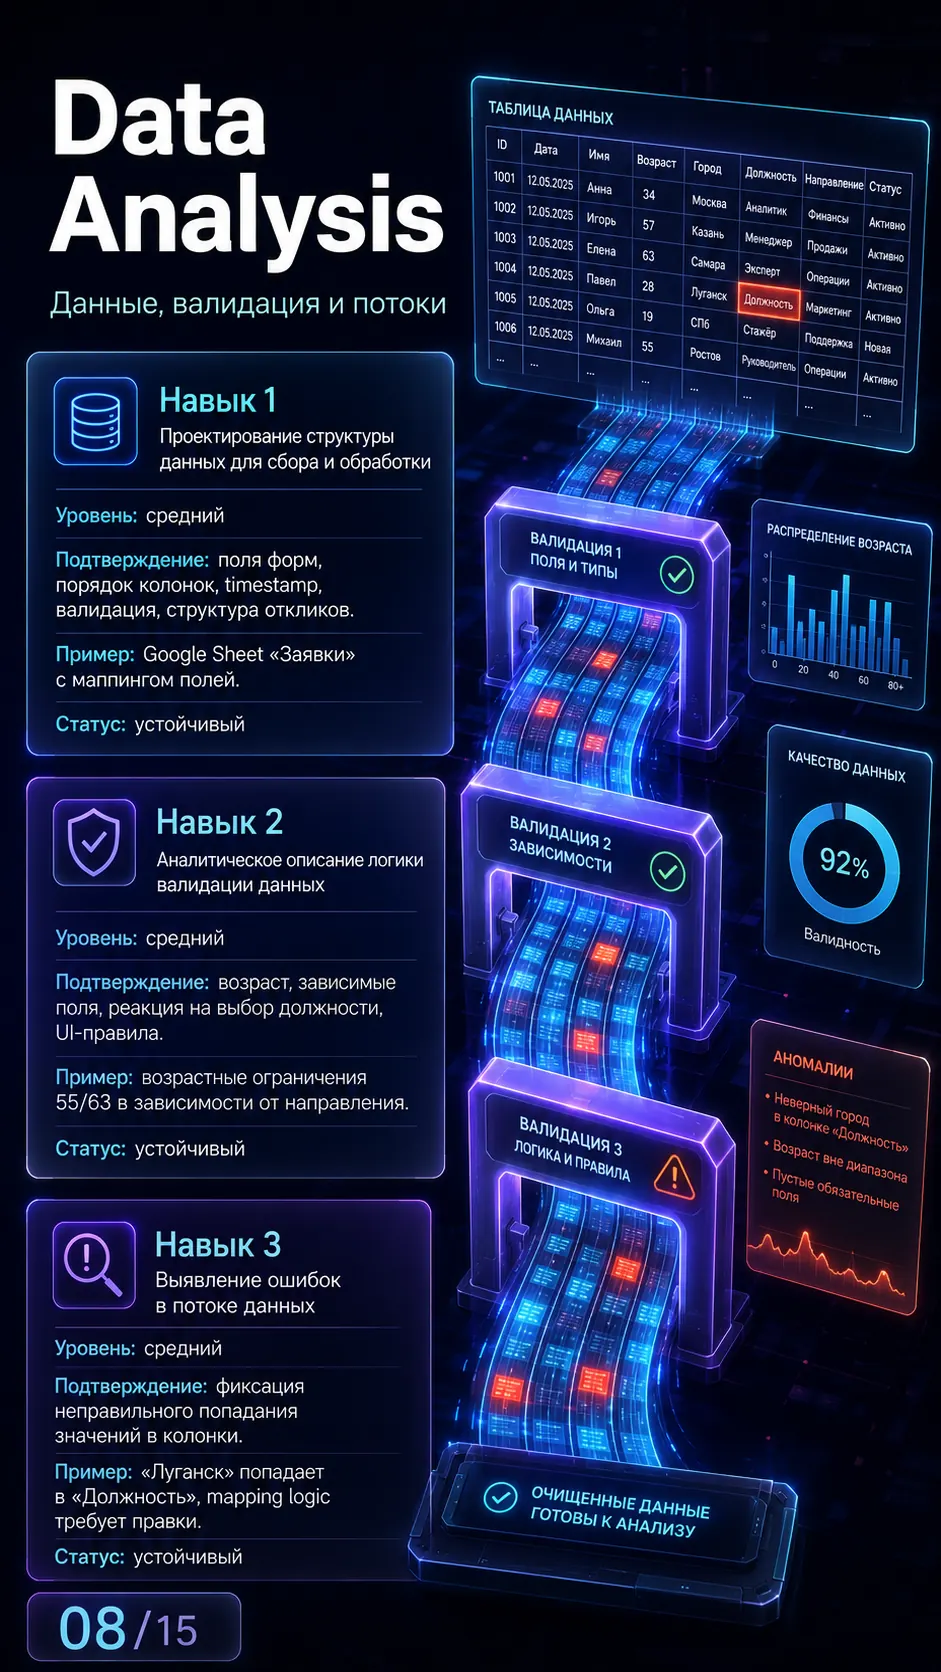 Data
Analysis
Данные, валидация и потоки
Навык 1
Проектирование структуры
данных для сбора и обработки
Уровень: средний
Подтверждение: поля форм,
порядок колонок, timestamp,
валидация, структура откликов.
Пример: Google Sheet «Заявки»
с маппингом полей.
Статус: устойчивый
Навык 2
Аналитическое описание логики
валидации данных
Уровень: средний
Подтверждение: возраст, зависимые
поля, реакция на выбор должности,
UI-правила.
Пример: возрастные ограничения
55/63 в зависимости от направления.
Статус: устойчивый
Навык 3
Выявление ошибок
в потоке данных
Уровень: средний
Подтверждение: фиксация
неправильного попадания
значений в колонки.
Пример: «Луганск» попадает
в «Должность», mapping logic
требует правки.
Статус: устойчивый
08/15
ТАБЛИЦА ДАННЫХ
ID Дата Имя Возраст Город Должность Направление Статус
1001 12.05.2025 Анна 34 Москва Аналитик Финансы Активно
1002 12.05.2025 Игорь 57 Казань Менеджер Продажи Активно
1003 12.05.2025 Елена 63 Самара Эксперт Операции Активно
1004 12.05.2025 Павел 28 Луганск Должность Маркетинг Активно
1005 12.05.2025 Ольга 19 СПб Стажёр Поддержка Новая
1006 12.05.2025 Михаил 55 Ростов Руководитель Операции Активно
... ... ... ... ... ... ... ...
ВАЛИДАЦИЯ 1
ПОЛЯ И ТИПЫ
РАСПРЕДЕЛЕНИЕ ВОЗРАСТА
0 20 40 60 80+
ВАЛИДАЦИЯ 2
ЗАВИСИМОСТИ
КАЧЕСТВО ДАННЫХ
92%
Валидность
ВАЛИДАЦИЯ 3
ЛОГИКА И ПРАВИЛА
АНОМАЛИИ
• Неверный город
в колонке «Должность»
• Возраст вне диапазона
• Пустые обязательные
поля
ОЧИЩЕННЫЕ ДАННЫЕ
ГОТОВЫ К АНАЛИЗУ